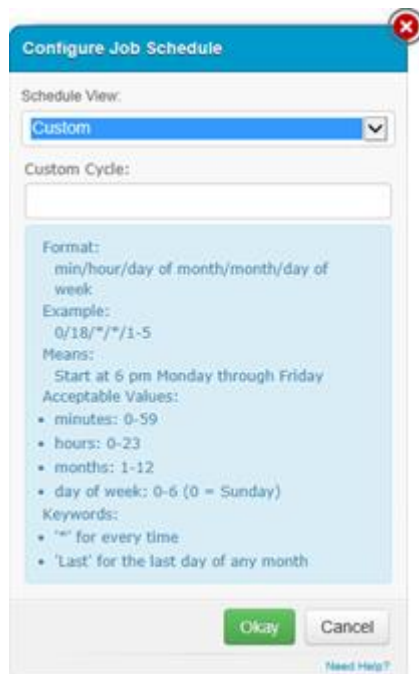 Configure Job Schedule
Schedule View:
Custom
Custom Cycle:
Format:
min/hour/day of month/month/day of
week
Example:
0/18/*/*/1-5
Means:
Start at 6 pm Monday through Friday
Acceptable Values:
• minutes: 0-59
• hours: 0-23
• months: 1-12
• day of week: 0-6 (0 = Sunday)
Keywords:
• '*' for every time
• 'Last' for the last day of any month
Okay
Cancel
Need Help?